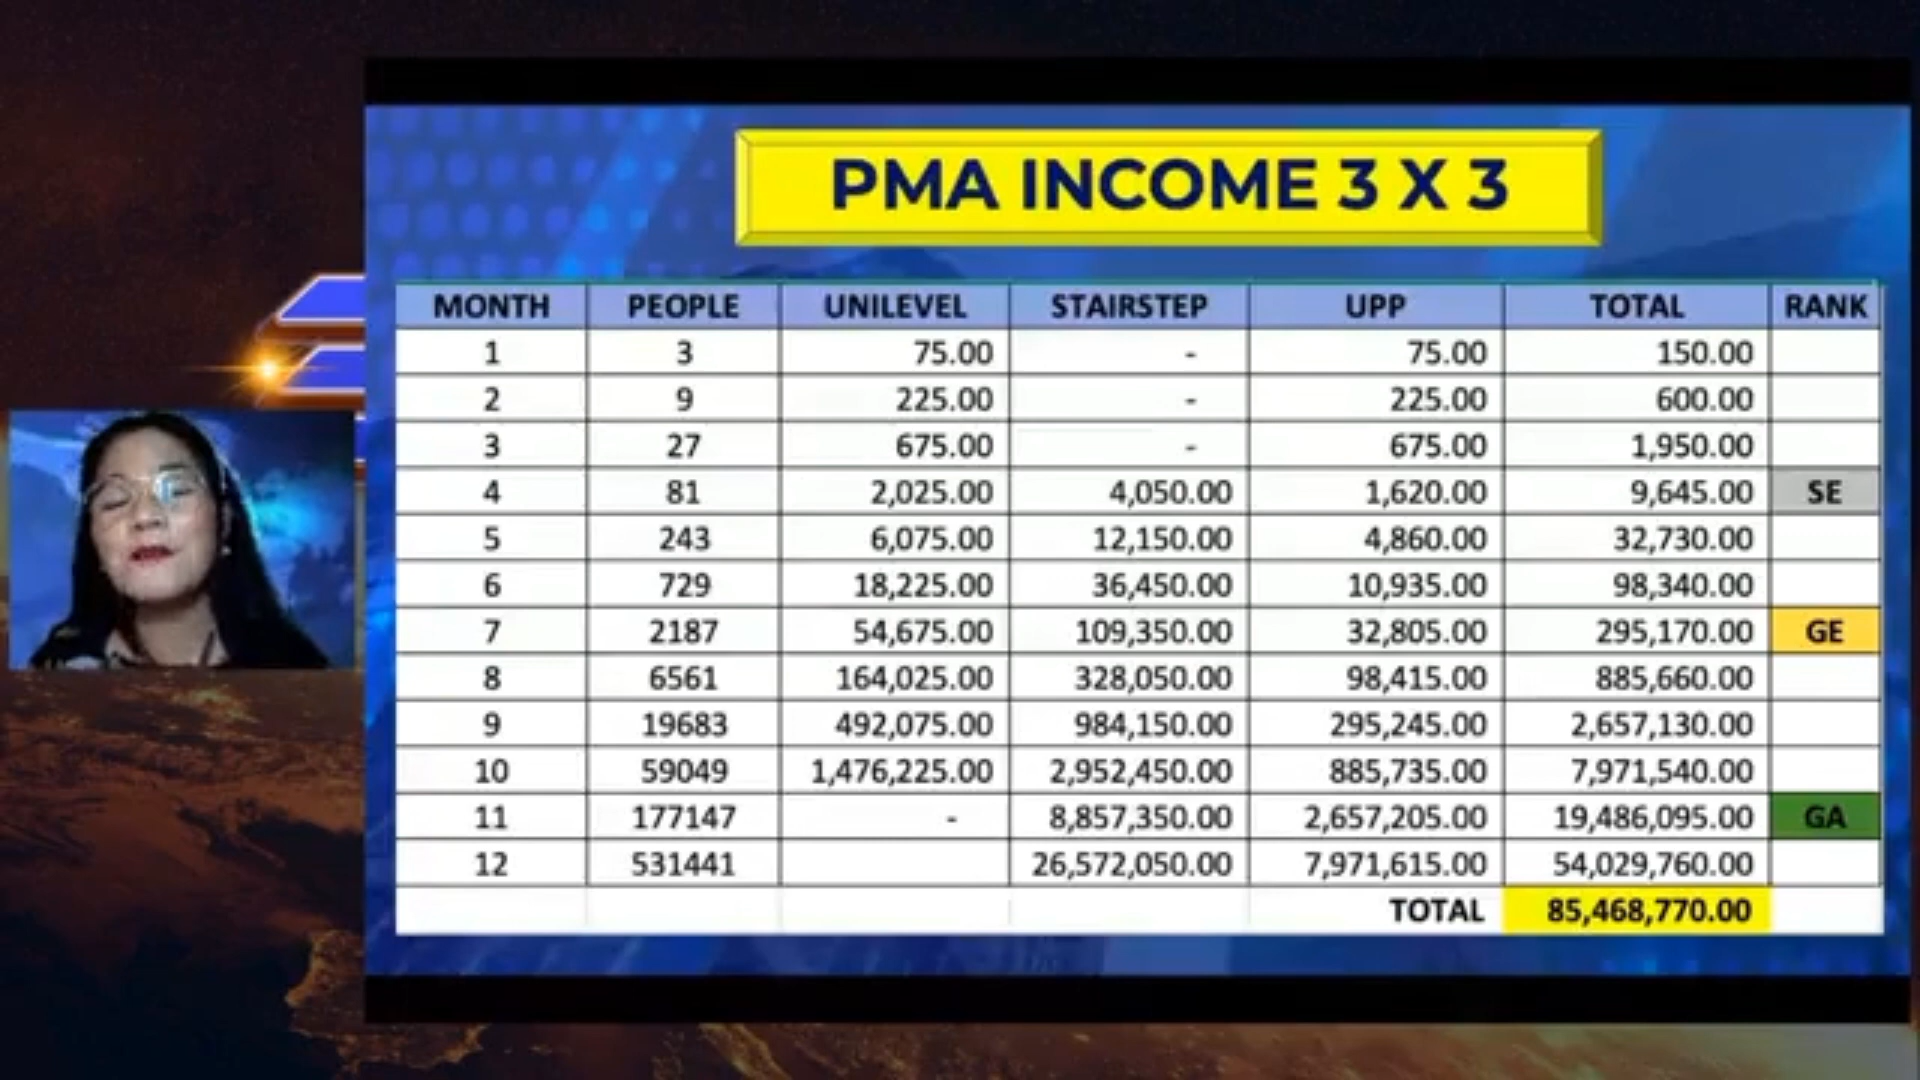 PMA INCOME 3 X 3
MONTH PEOPLE UNILEVEL STAIRSTEP UPP TOTAL RANK
1 3 75.00 - 75.00 150.00
2 9 225.00 - 225.00 600.00
3 27 675.00 - 675.00 1,950.00
4 81 2,025.00 4,050.00 1,620.00 9,645.00 SE
5 243 6,075.00 12,150.00 4,860.00 32,730.00
6 729 18,225.00 36,450.00 10,935.00 98,340.00
7 2187 54,675.00 109,350.00 32,805.00 295,170.00 GE
8 6561 164,025.00 328,050.00 98,415.00 885,660.00
9 19683 492,075.00 984,150.00 295,245.00 2,657,130.00
10 59049 1,476,225.00 2,952,450.00 885,735.00 7,971,540.00
11 177147 - 8,857,350.00 2,657,205.00 19,486,095.00 GA
12 531441 26,572,050.00 7,971,615.00 54,029,760.00
TOTAL 85,468,770.00